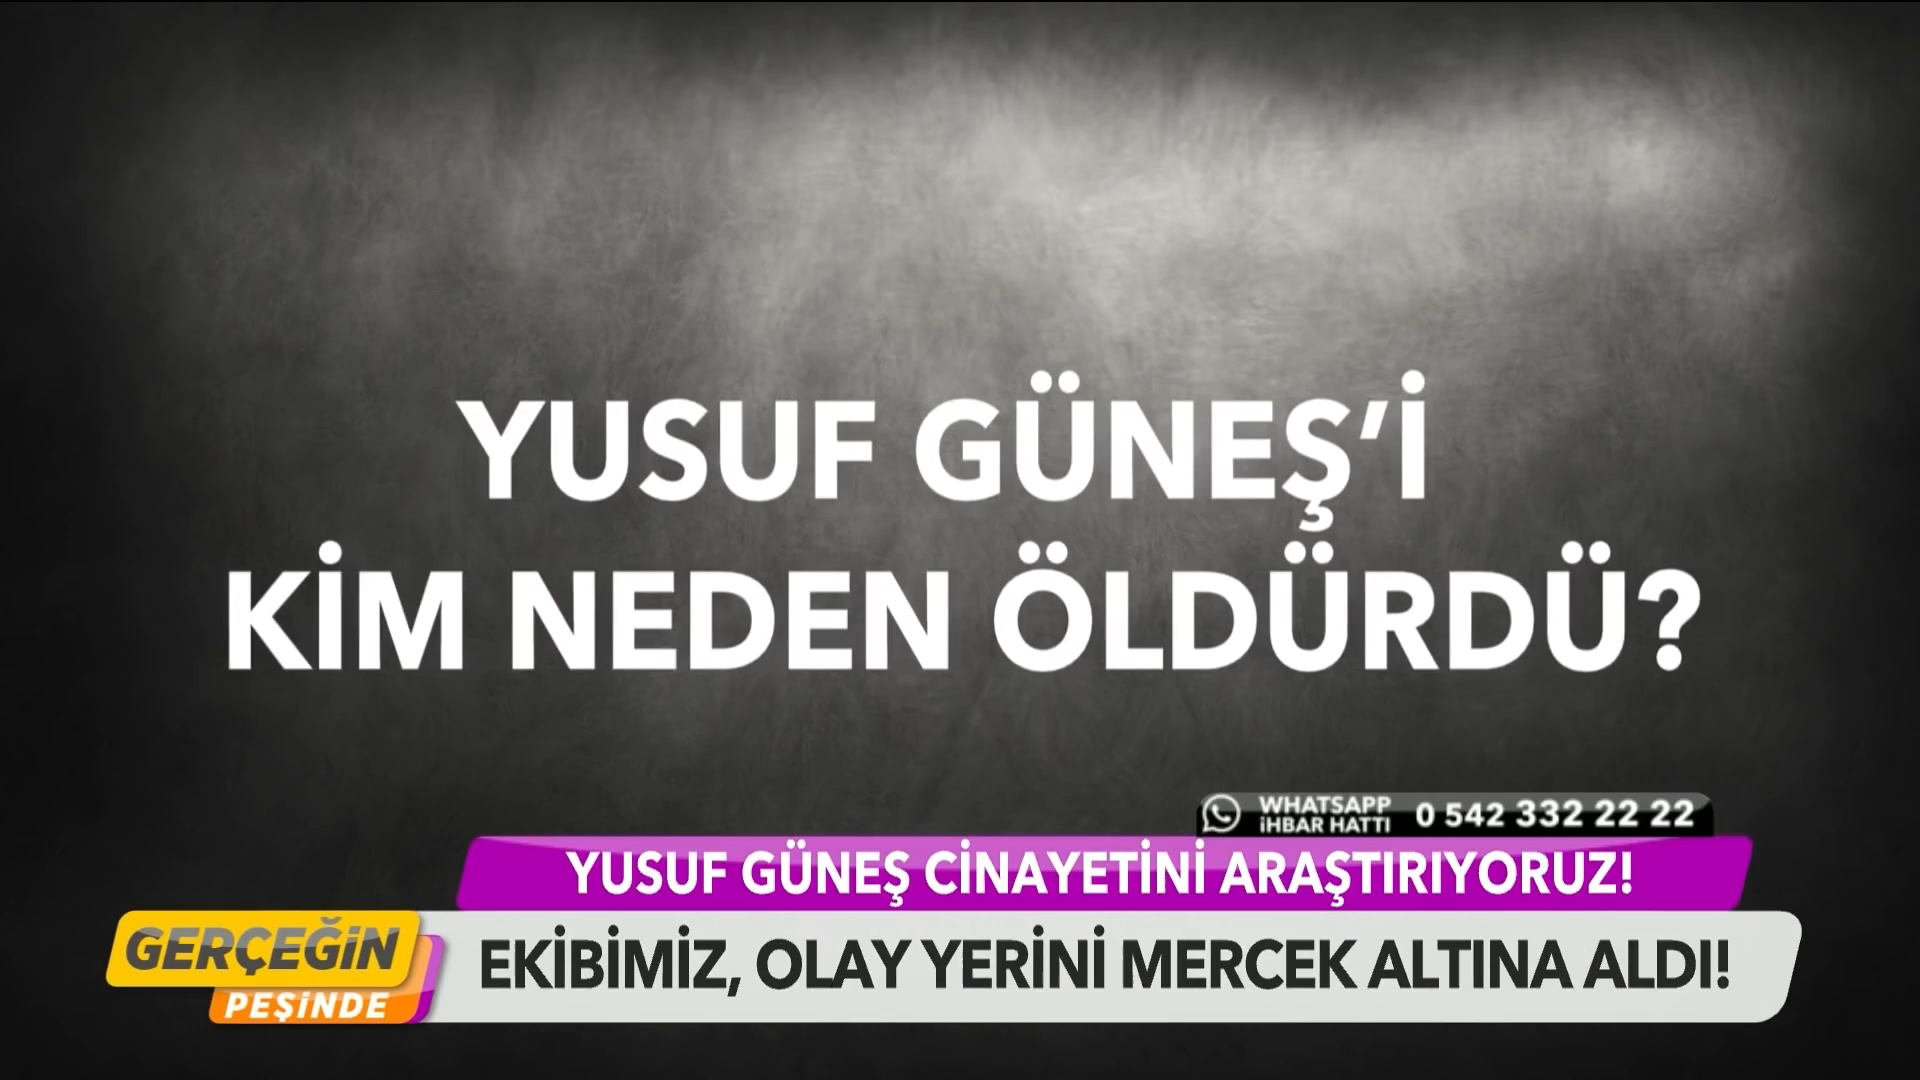 YUSUF GÜNEŞ’İ
KİM NEDEN ÖLDÜRDÜ?
WHATSAPP
İHBAR HATTI
0 542 332 22 22
YUSUF GÜNEŞ CİNAYETİNİ ARAŞTIRIYORUZ!
GERÇEĞİN
PEŞİNDE
EKİBİMİZ, OLAY YERİNİ MERCEK ALTINA ALDI!